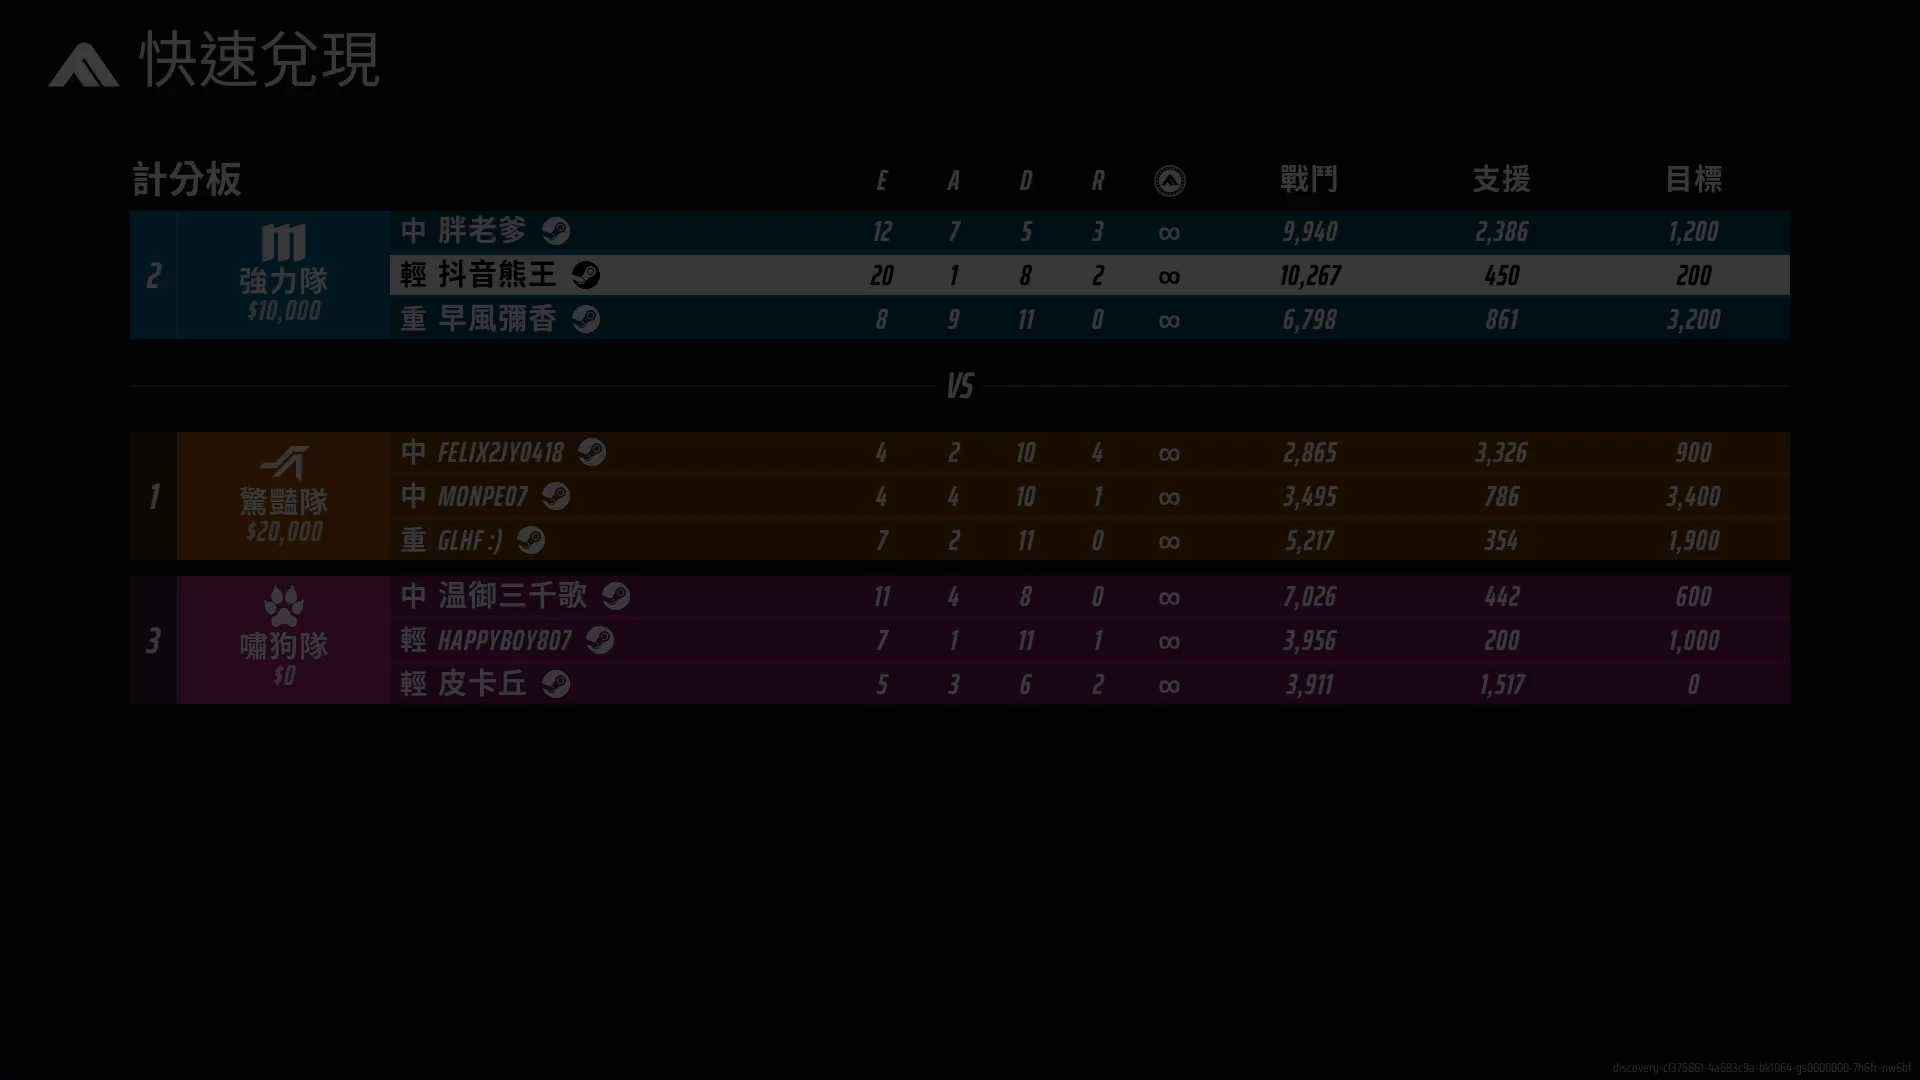 快速兌現
計分板 E A D R 戰鬥 支援 目標
2 強力隊 $10,000
中 胖老爹 12 7 5 3 ∞ 9,940 2,386 1,200
輕 抖音熊王 20 1 8 2 ∞ 10,267 450 200
重 早風彌香 8 9 11 0 ∞ 6,798 861 3,200
VS
1 驚豔隊 $20,000
中 FELIX2JY0418 4 2 10 4 ∞ 2,865 3,326 900
中 MONPE07 4 4 10 1 ∞ 3,495 786 3,400
重 GLHF :) 7 2 11 0 ∞ 5,217 354 1,900
3 嘯狗隊 $0
中 温御三千歌 11 4 8 0 ∞ 7,026 442 600
輕 HAPPYBOY807 7 1 11 1 ∞ 3,956 200 1,000
輕 皮卡丘 5 3 6 2 ∞ 3,911 1,517 0
discovery-cl375861-4a683c9a-bk1064-gs0000000-7h6fr-nw6bf